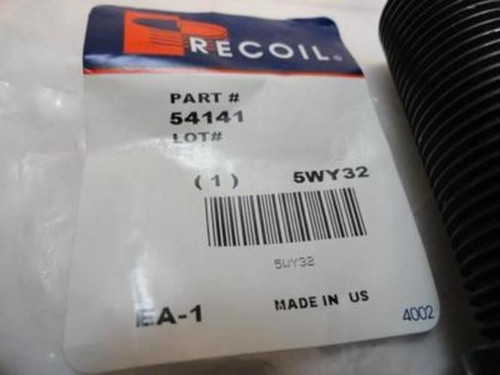 RECOIL®
PART #
54141
LOT#
(1) 5WY32
5WY32
EA-1 MADE IN US
4002